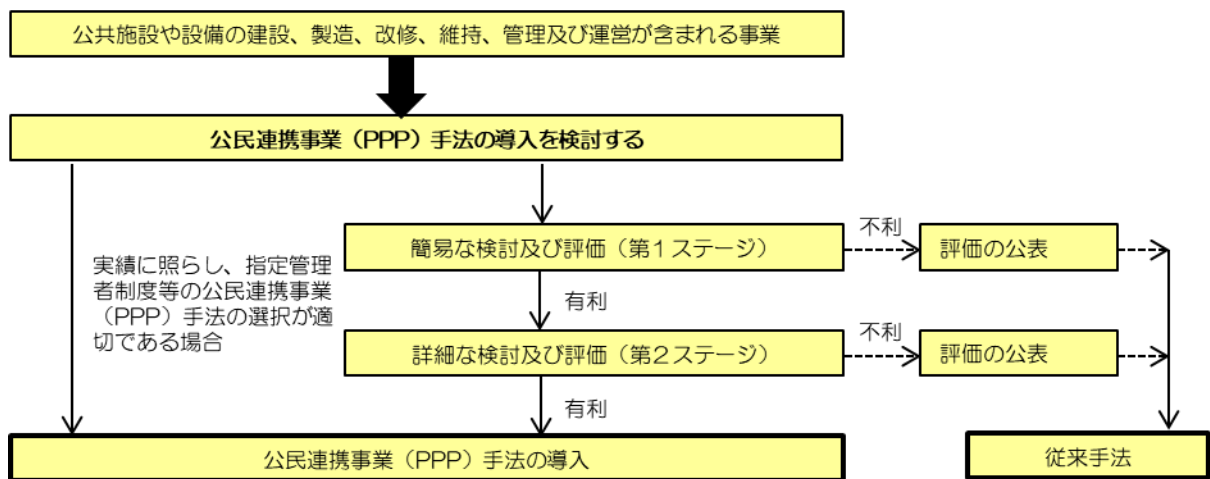 公共施設や設備の建設、製造、改修、維持、管理及び運営が含まれる事業
公民連携事業（PPP）手法の導入を検討する
不利
簡易な検討及び評価（第１ステージ）
評価の公表
実績に照らし、指定管理
者制度等の公民連携事業
（PPP）手法の選択が適
切である場合
有利
不利
詳細な検討及び評価（第２ステージ）
評価の公表
有利
公民連携事業（PPP）手法の導入
従来手法